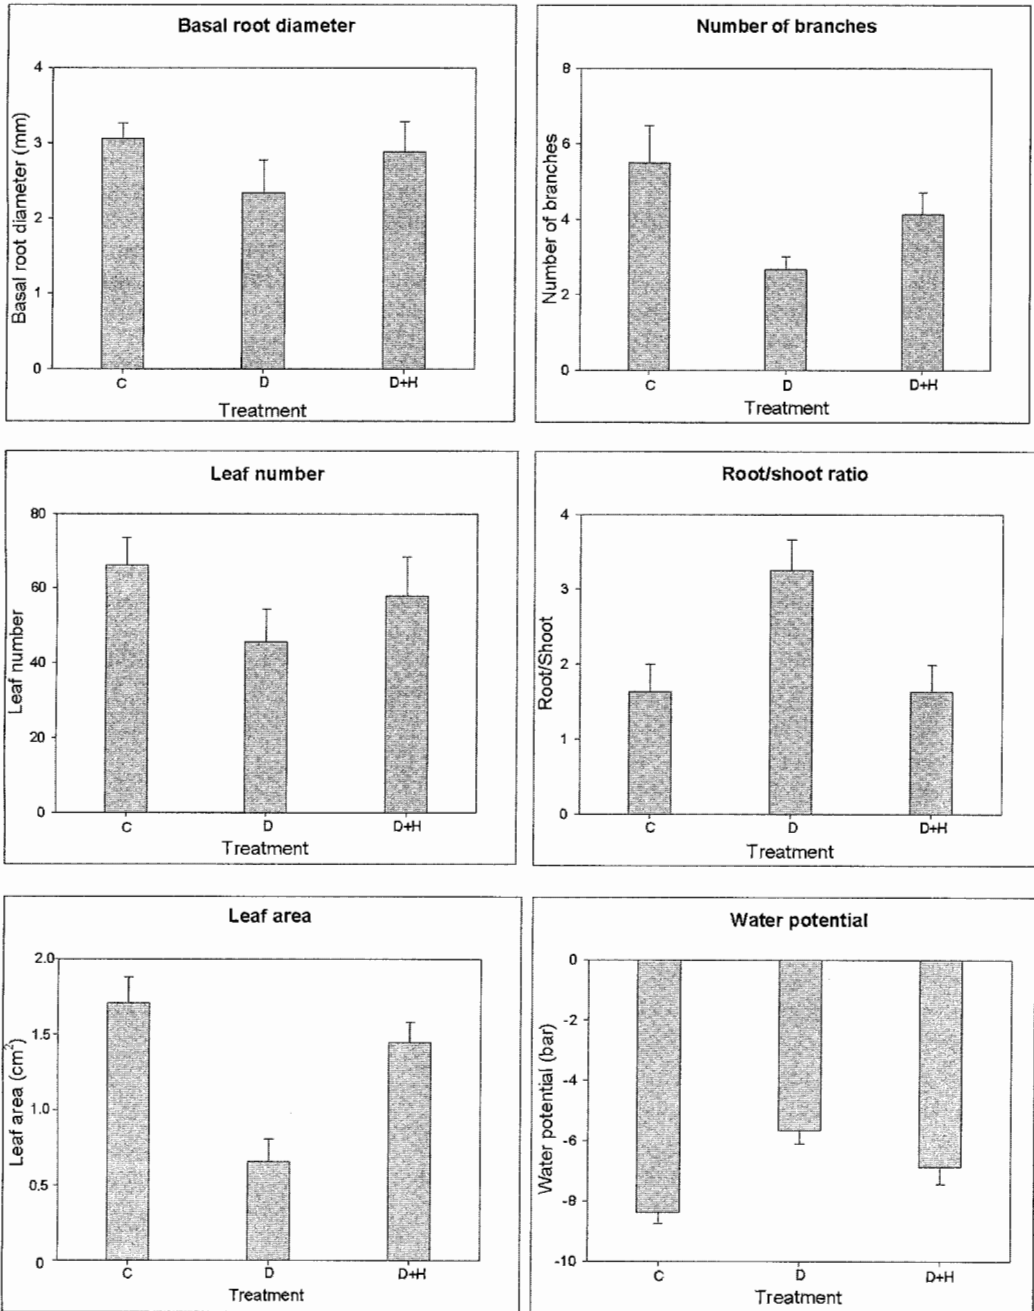 Basal root diameter
4
3
2
1
0
Basal root diameter (mm)
C D D+H
Treatment
Number of branches
8
6
4
2
0
Number of branches
C D D+H
Treatment
Leaf number
80
60
40
20
0
Leaf number
C D D+H
Treatment
Root/shoot ratio
4
3
2
1
0
Root/Shoot
C D D+H
Treatment
Leaf area
2.0
1.5
1.0
0.5
0
Leaf area (cm²)
C D D+H
Treatment
Water potential
0
-2
-4
-6
-8
-10
Water potential (bar)
C D D+H
Treatment